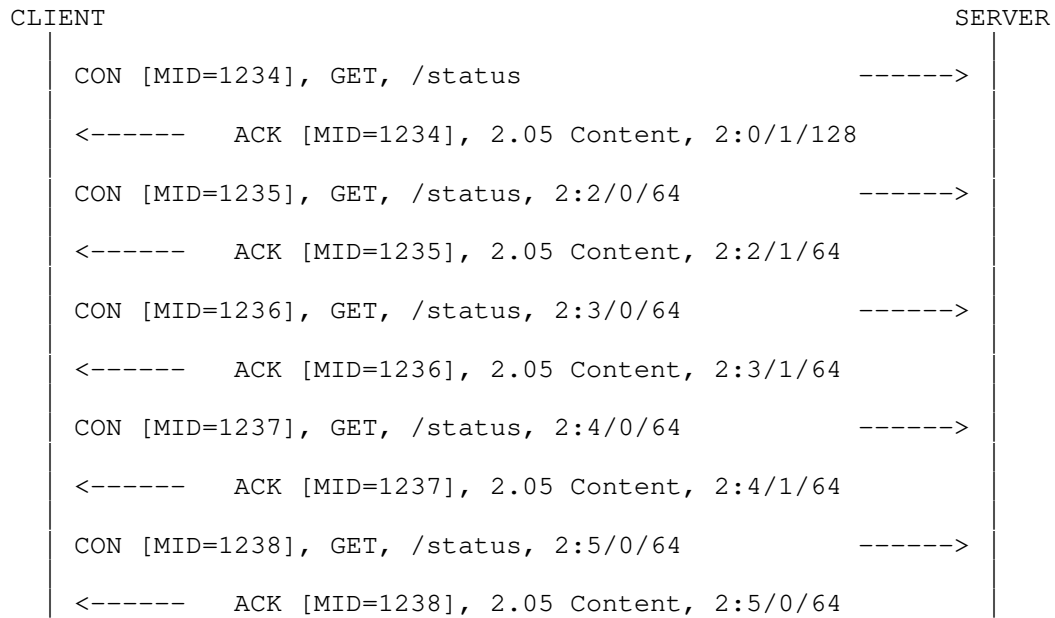 CLIENT SERVER
CON [MID=1234], GET, /status ------>
<------ ACK [MID=1234], 2.05 Content, 2:0/1/128
CON [MID=1235], GET, /status, 2:2/0/64 ------>
<------ ACK [MID=1235], 2.05 Content, 2:2/1/64
CON [MID=1236], GET, /status, 2:3/0/64 ------>
<------ ACK [MID=1236], 2.05 Content, 2:3/1/64
CON [MID=1237], GET, /status, 2:4/0/64 ------>
<------ ACK [MID=1237], 2.05 Content, 2:4/1/64
CON [MID=1238], GET, /status, 2:5/0/64 ------>
<------ ACK [MID=1238], 2.05 Content, 2:5/0/64